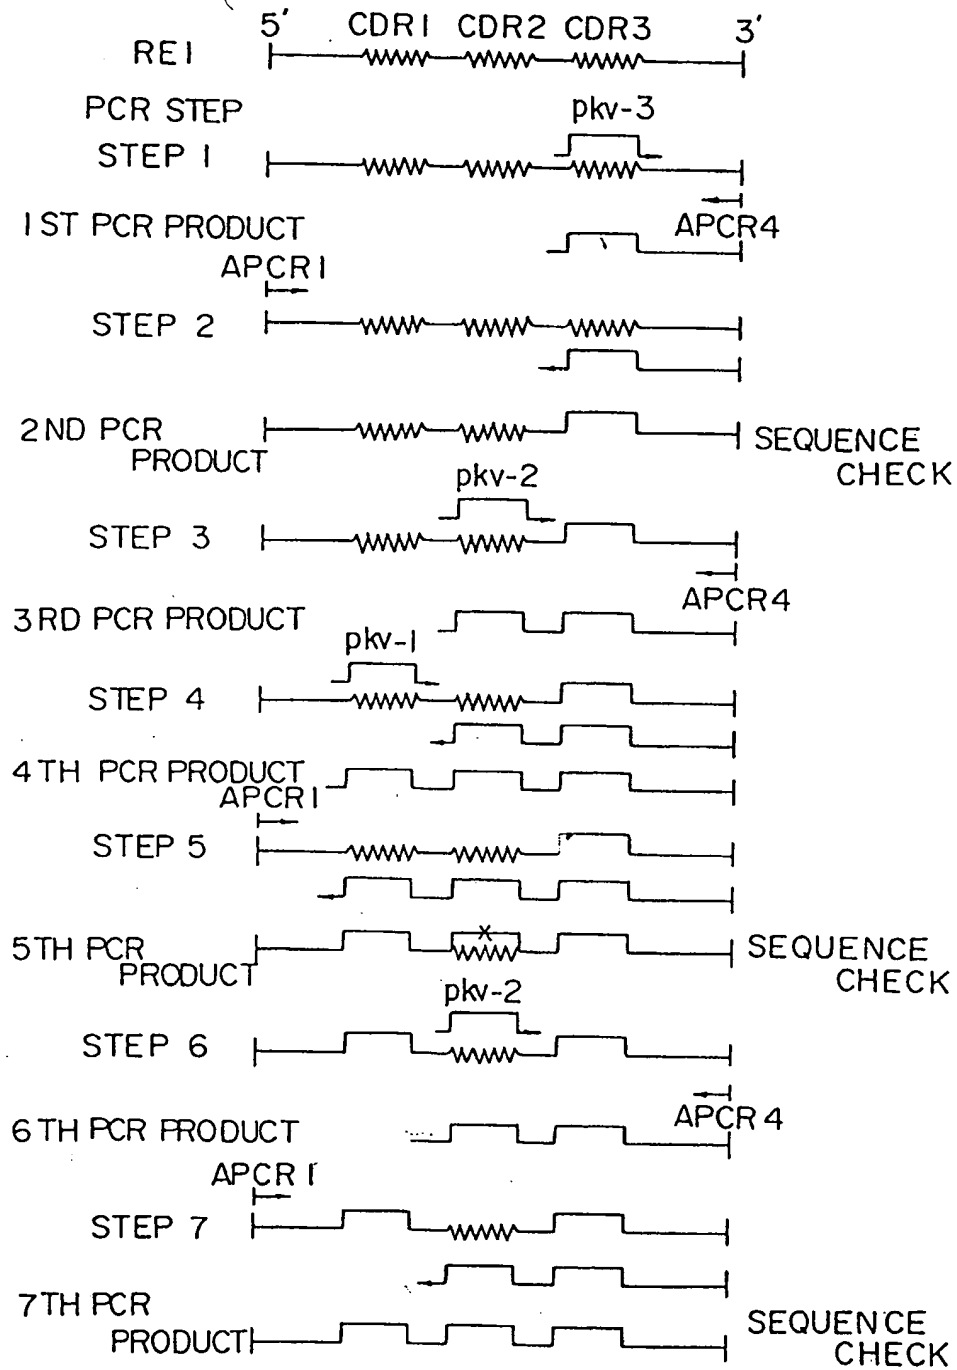 5' CDR1 CDR2 CDR3 3'
RE1
PCR STEP pkv-3
STEP 1
APCR4
1ST PCR PRODUCT
APCR1
STEP 2
2ND PCR PRODUCT
SEQUENCE CHECK
pkv-2
STEP 3
APCR4
3RD PCR PRODUCT
pkv-1
STEP 4
4TH PCR PRODUCT
APCR1
STEP 5
x
5TH PCR PRODUCT
SEQUENCE CHECK
pkv-2
STEP 6
APCR4
6TH PCR PRODUCT
APCR1
STEP 7
7TH PCR PRODUCT
SEQUENCE CHECK